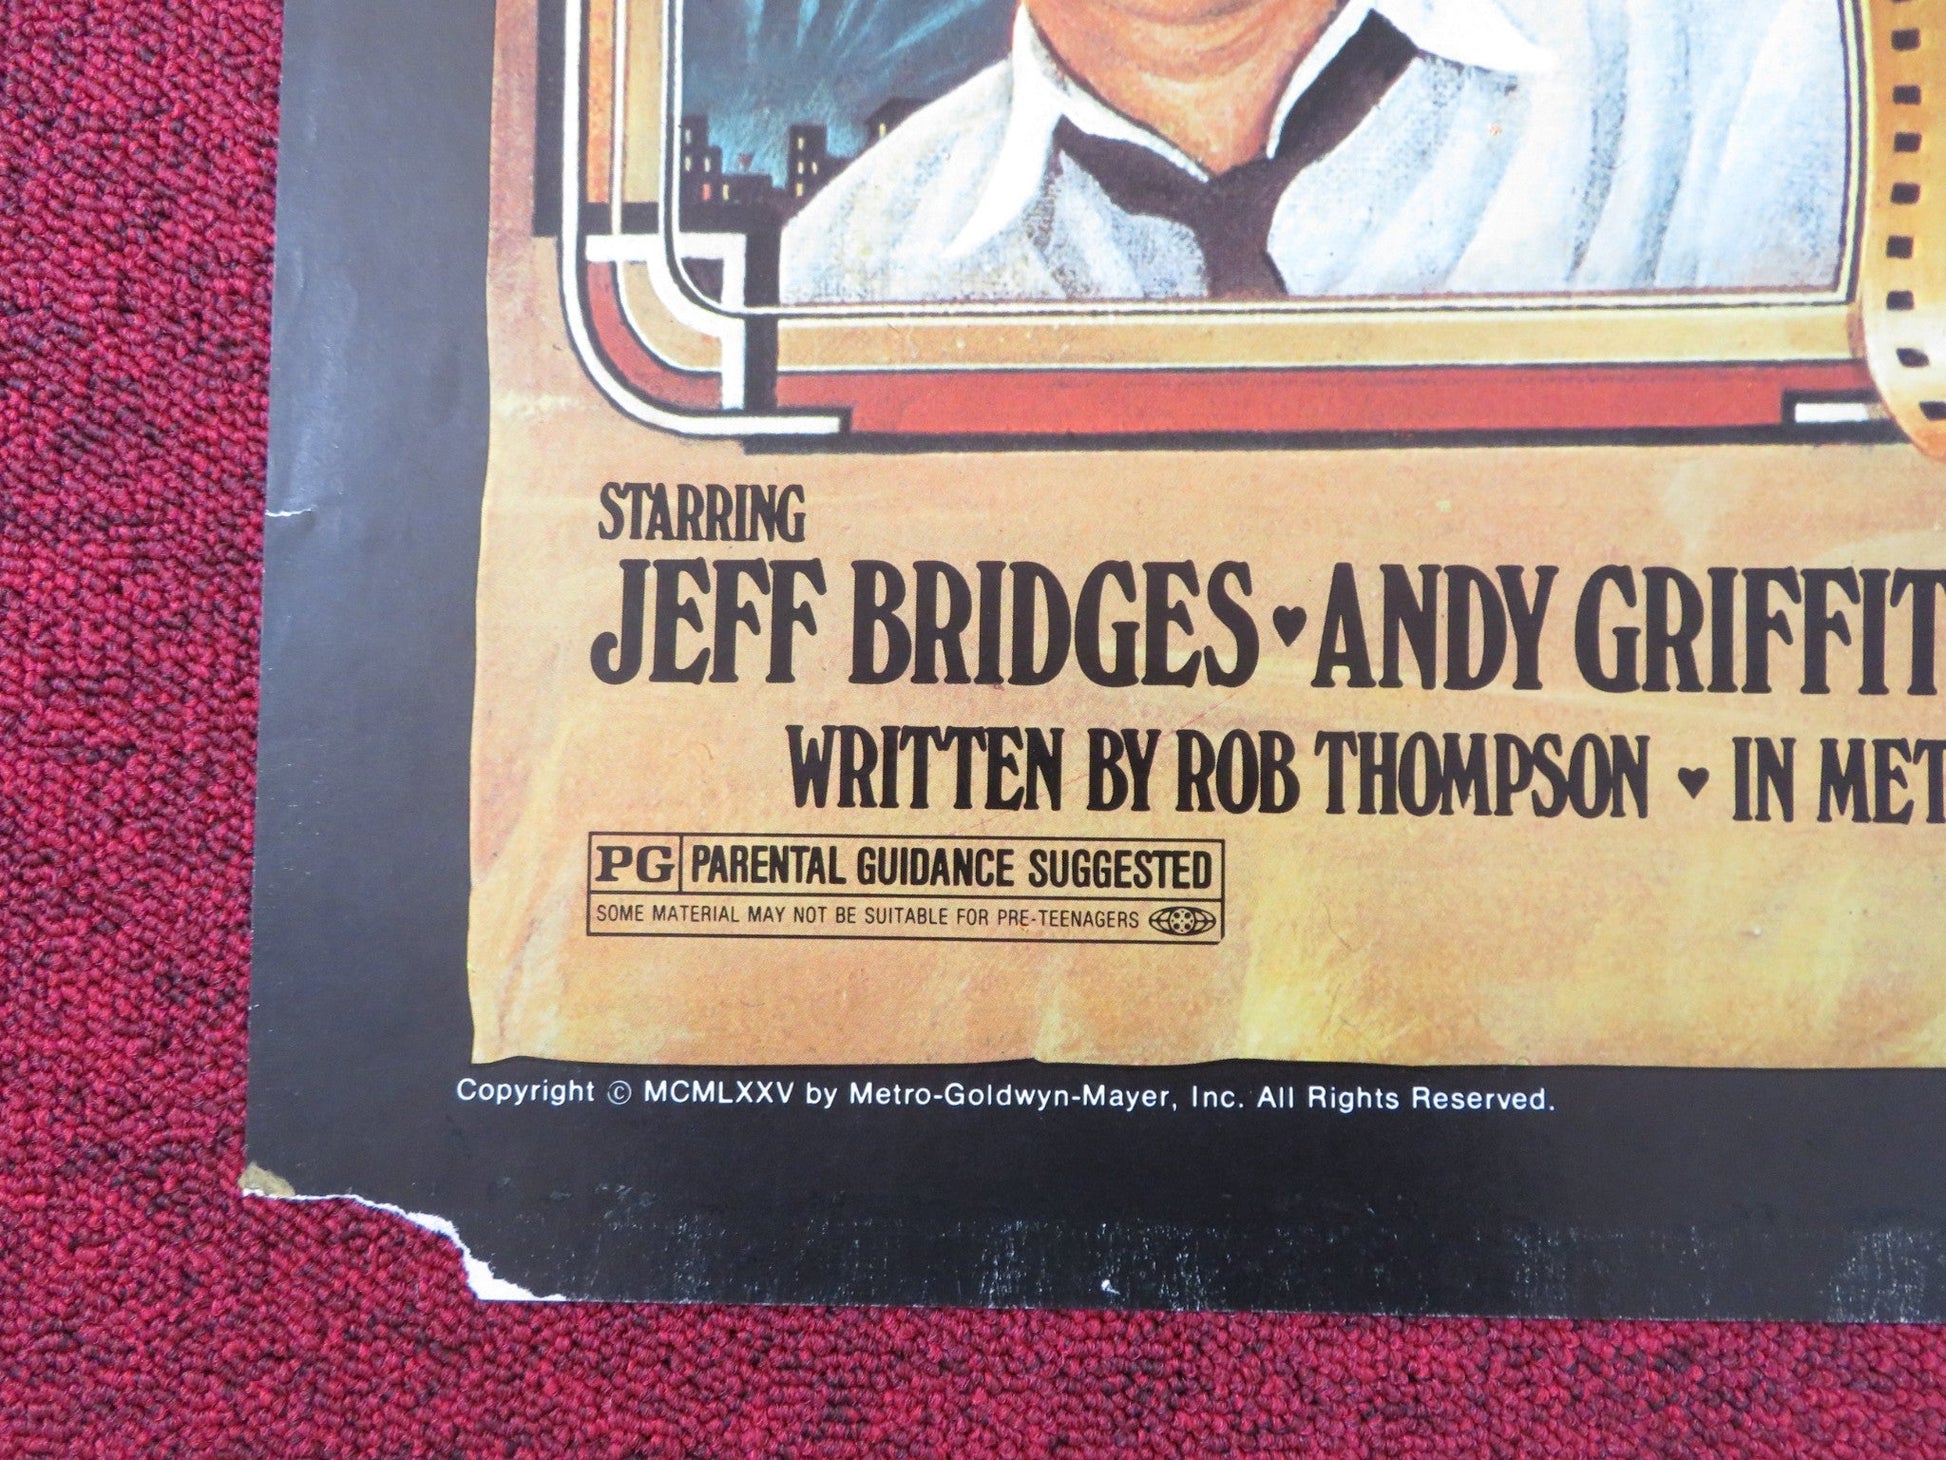 STARRING
JEFF BRIDGES ♥ ANDY GRIFFIT
WRITTEN BY ROB THOMPSON ♥ IN MET
PG PARENTAL GUIDANCE SUGGESTED
SOME MATERIAL MAY NOT BE SUITABLE FOR PRE-TEENAGERS
Copyright © MCMLXXV by Metro-Goldwyn-Mayer, Inc. All Rights Reserved.